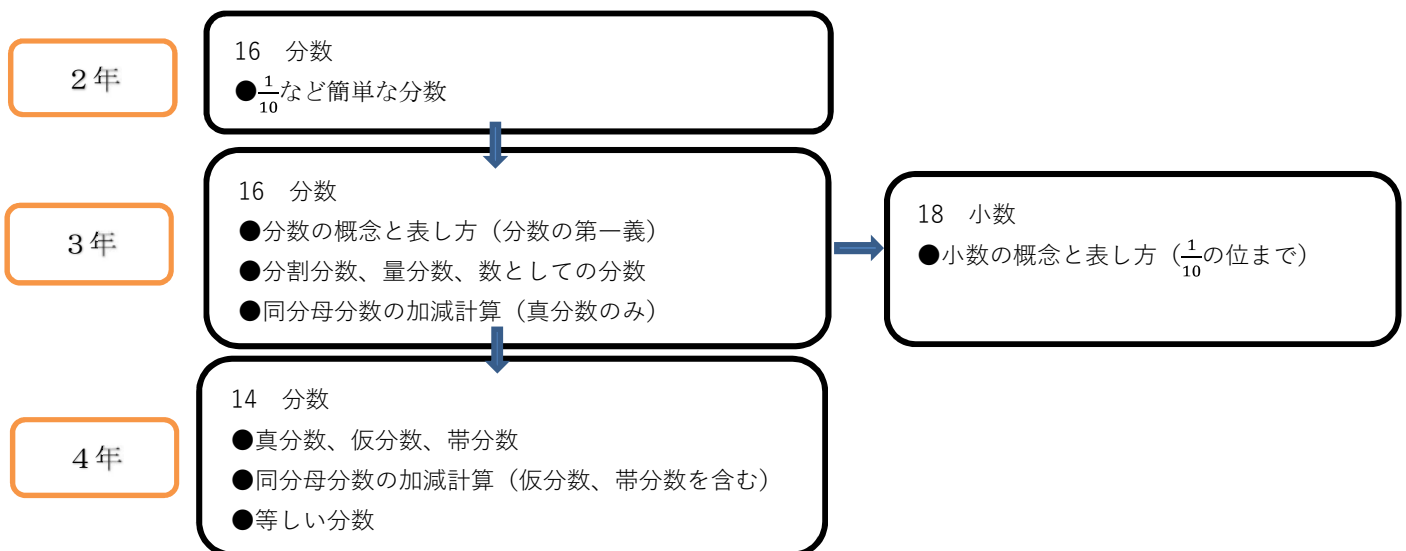 2年
16 分数
●1/10など簡単な分数
3年
16 分数
●分数の概念と表し方（分数の第一義）
●分割分数、量分数、数としての分数
●同分母分数の加減計算（真分数のみ）
18 小数
●小数の概念と表し方（1/10の位まで）
4年
14 分数
●真分数、仮分数、帯分数
●同分母分数の加減計算（仮分数、帯分数を含む）
●等しい分数